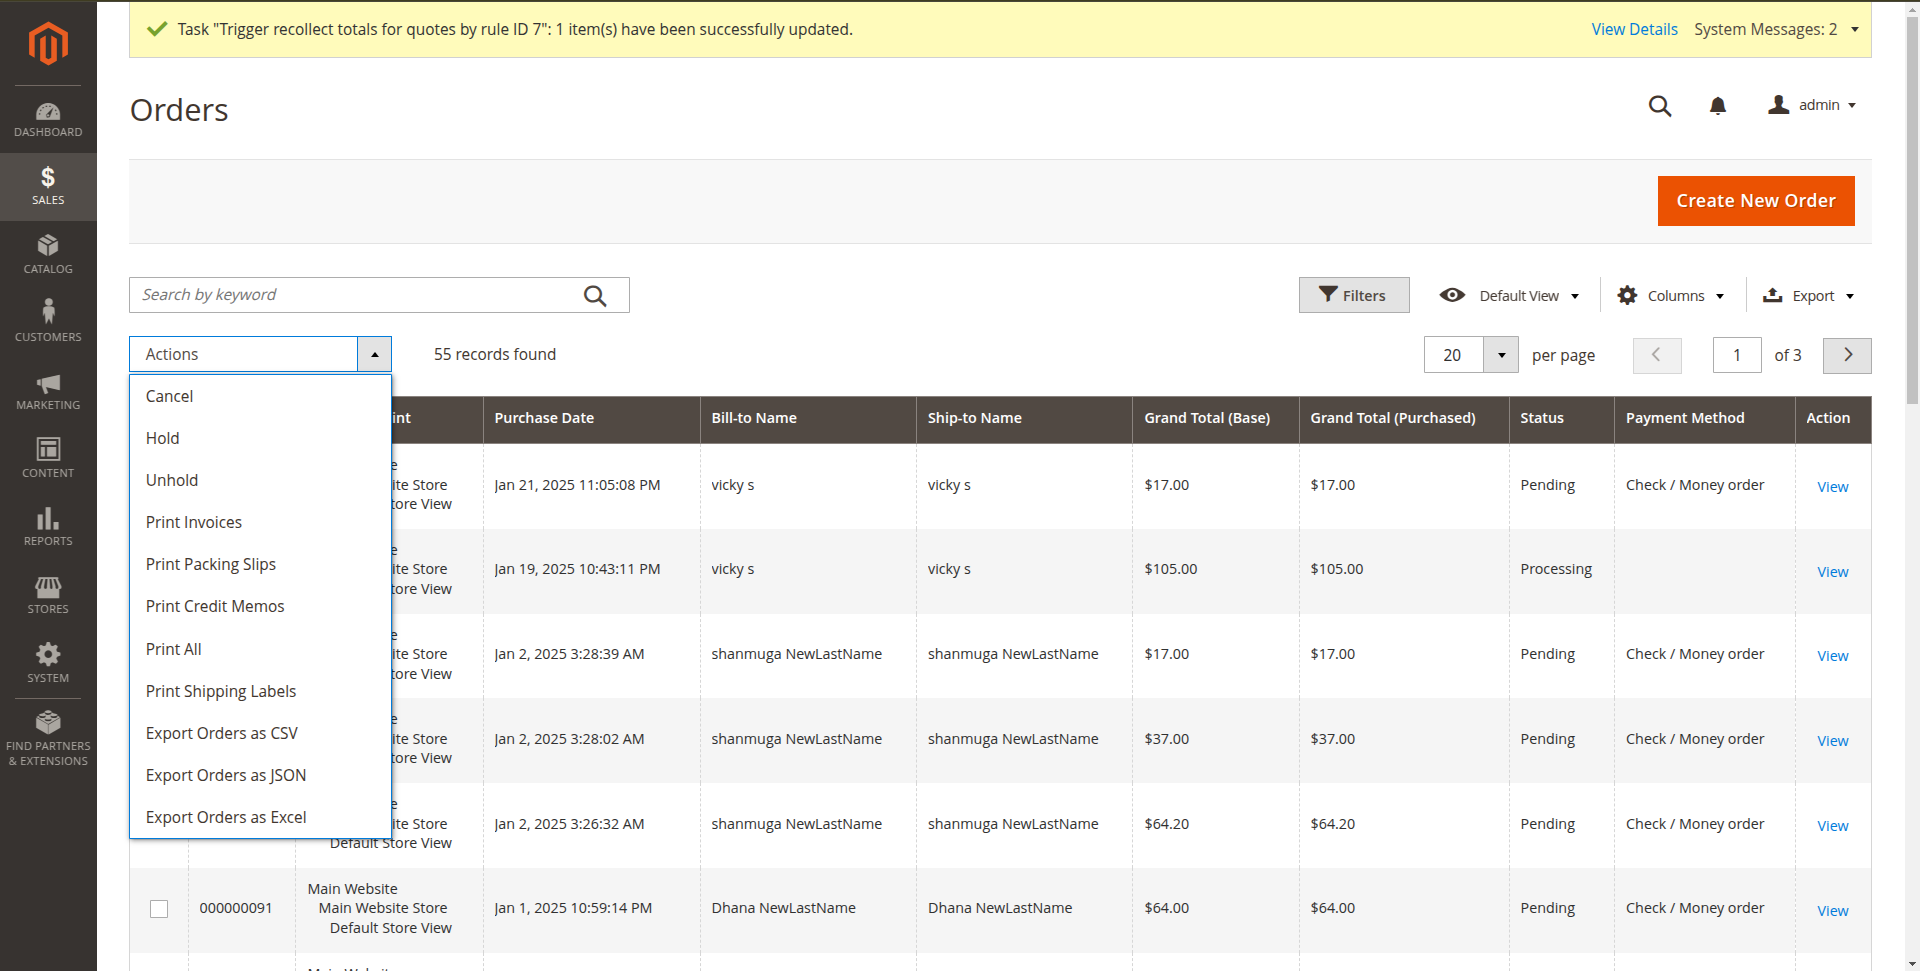 Task "Trigger recollect totals for quotes by rule ID 7": 1 item(s) have been successfully updated.
View Details
System Messages: 2
DASHBOARD
SALES
CATALOG
CUSTOMERS
MARKETING
CONTENT
REPORTS
STORES
SYSTEM
FIND PARTNERS
& EXTENSIONS
Orders
admin
Create New Order
Search by keyword
Filters
Default View
Columns
Export
Actions
55 records found
20
per page
1
of 3
Cancel
Hold
Unhold
Print Invoices
Print Packing Slips
Print Credit Memos
Print All
Print Shipping Labels
Export Orders as CSV
Export Orders as JSON
Export Orders as Excel
Purchase Date Bill-to Name Ship-to Name Grand Total (Base) Grand Total (Purchased) Status Payment Method Action
Store
View
Jan 21, 2025 11:05:08 PM vicky s vicky s $17.00 $17.00 Pending Check / Money order View
Store
View
Jan 19, 2025 10:43:11 PM vicky s vicky s $105.00 $105.00 Processing View
Store
View
Jan 2, 2025 3:28:39 AM shanmuga NewLastName shanmuga NewLastName $17.00 $17.00 Pending Check / Money order View
Store
View
Jan 2, 2025 3:28:02 AM shanmuga NewLastName shanmuga NewLastName $37.00 $37.00 Pending Check / Money order View
Store
Default Store View
Jan 2, 2025 3:26:32 AM shanmuga NewLastName shanmuga NewLastName $64.20 $64.20 Pending Check / Money order View
000000091
Main Website
Main Website Store
Default Store View
Jan 1, 2025 10:59:14 PM Dhana NewLastName Dhana NewLastName $64.00 $64.00 Pending Check / Money order View